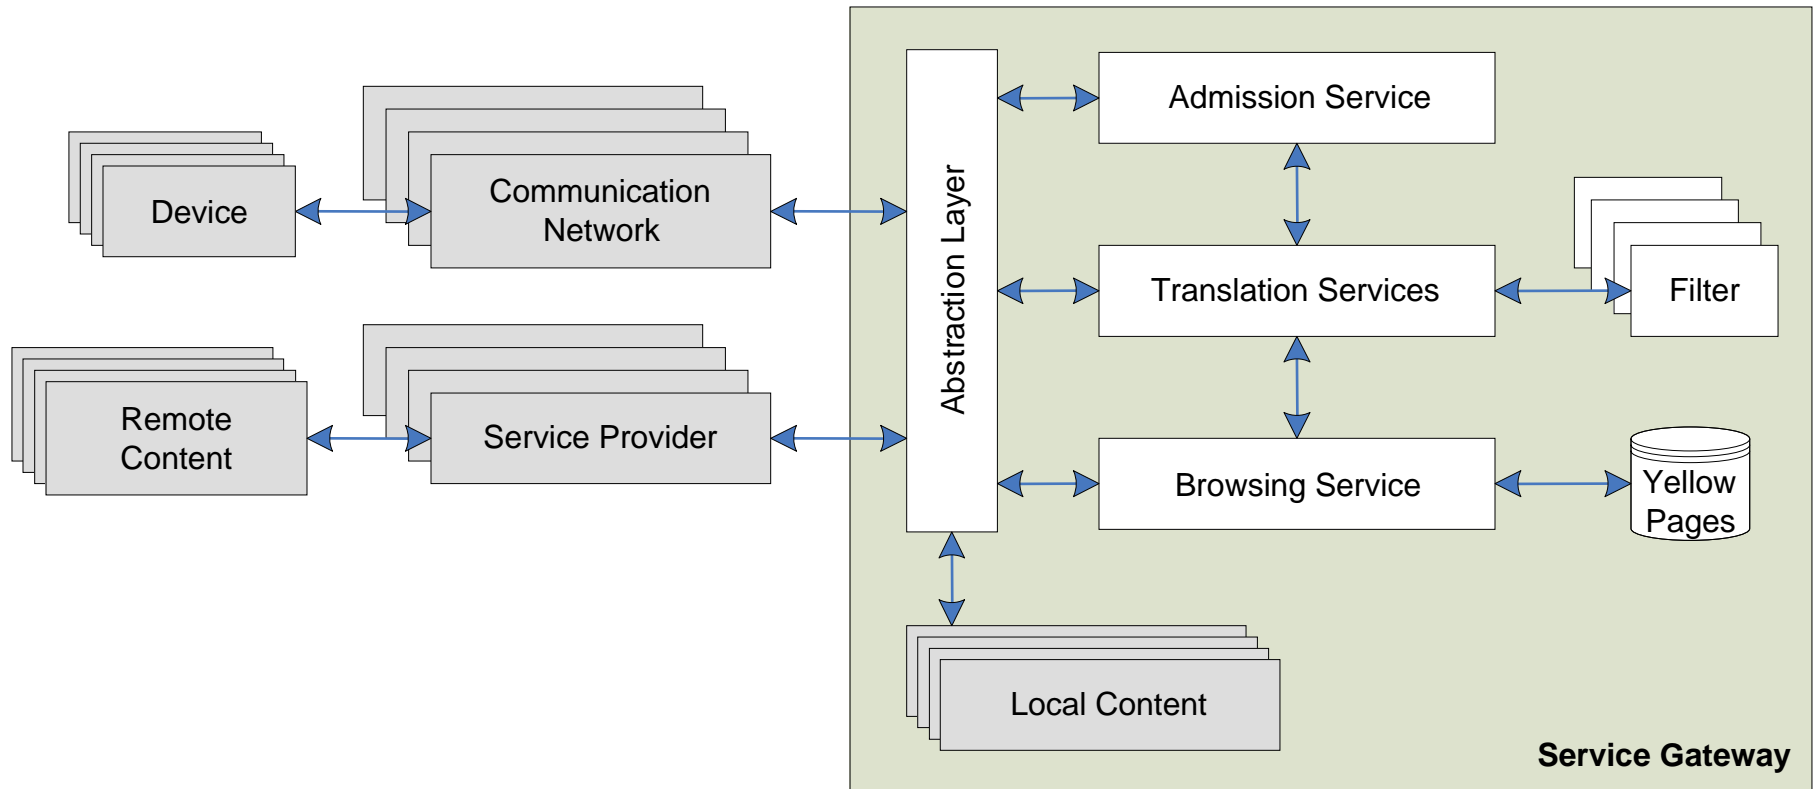 Admission Service
Device
Communication
Network
Abstraction Layer
Translation Services
Filter
Remote
Content
Service Provider
Browsing Service
Yellow
Pages
Local Content
Service Gateway